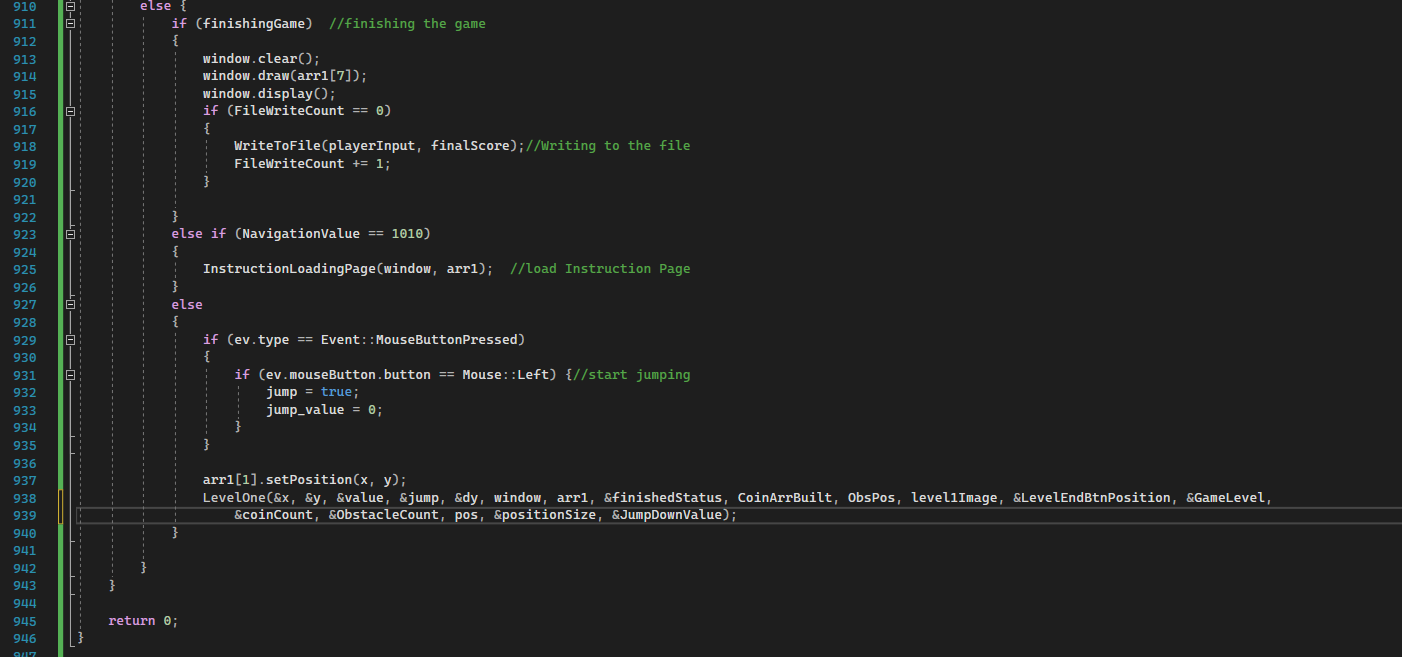 910 else {
911 if (finishingGame)  //finishing the game
912 {
913 window.clear();
914 window.draw(arr1[7]);
915 window.display();
916 if (FileWriteCount == 0)
917 {
918 WriteToFile(playerInput, finalScore);//Writing to the file
919 FileWriteCount += 1;
920 }
921
922 }
923 else if (NavigationValue == 1010)
924 {
925 InstructionLoadingPage(window, arr1);  //load Instruction Page
926 }
927 else
928 {
929 if (ev.type == Event::MouseButtonPressed)
930 {
931 if (ev.mouseButton.button == Mouse::Left) {//start jumping
932 jump = true;
933 jump_value = 0;
934 }
935 }
936
937 arr1[1].setPosition(x, y);
938 LevelOne(&x, &y, &value, &jump, &dy, window, arr1, &finishedStatus, CoinArrBuilt, ObsPos, level1Image, &LevelEndBtnPosition, &GameLevel,
939 &coinCount, &ObstacleCount, pos, &positionSize, &JumpDownValue);
940 }
941
942 }
943 }
944
945 return 0;
946 }
947